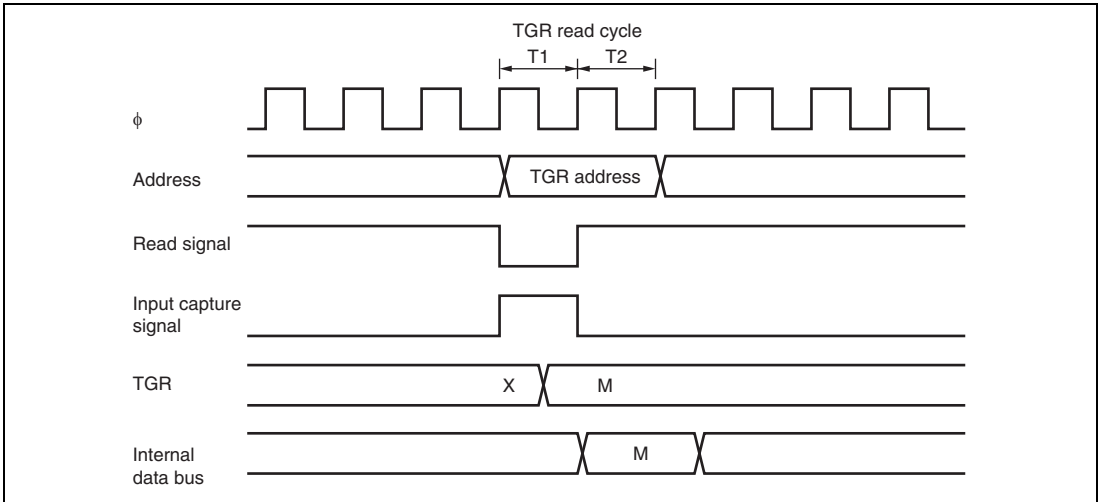 TGR read cycle
T1 T2
ϕ
Address
TGR address
Read signal
Input capture
signal
TGR
X M
Internal
data bus
M